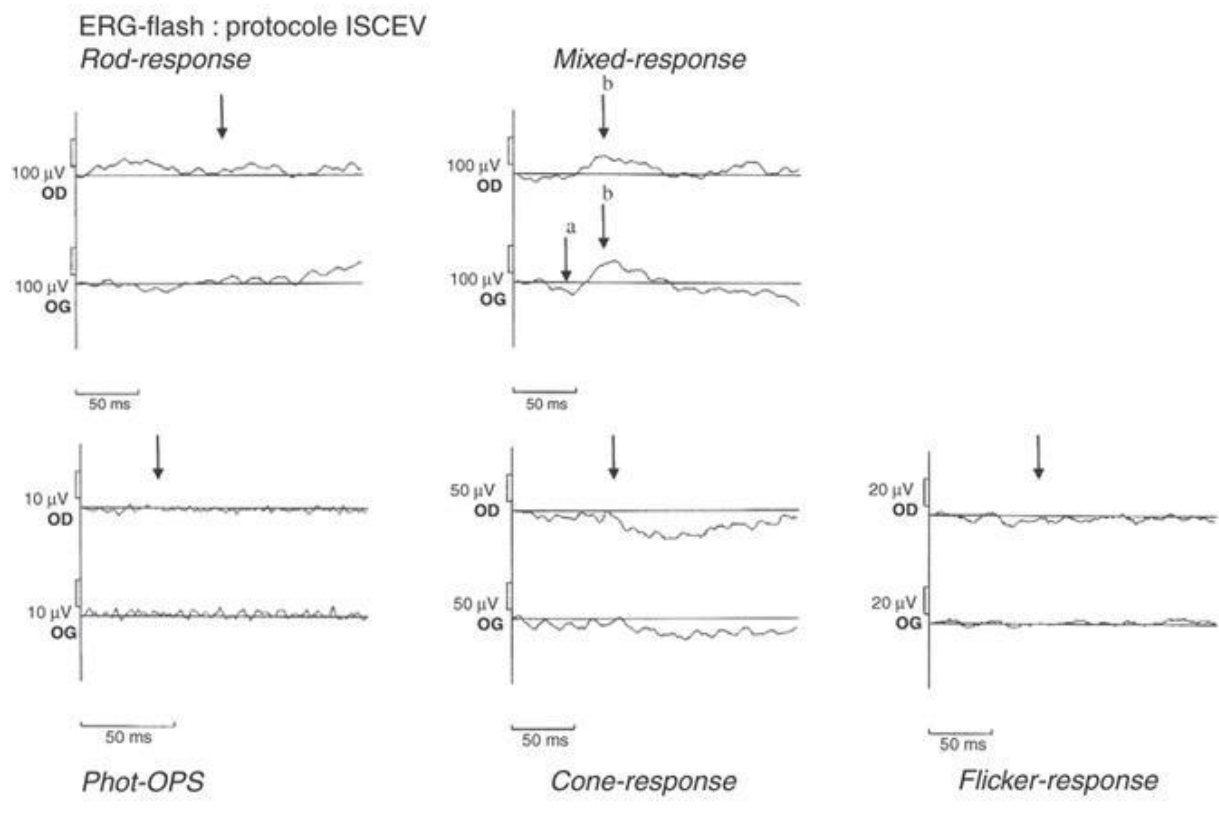 ERG-flash : protocole ISCEV
Rod-response
Mixed-response
b
100 µV
OD
100 µV
OD
a
b
100 µV
OG
100 µV
OG
50 ms
50 ms
10 µV
OD
50 µV
OD
20 µV
OD
10 µV
OG
50 µV
OG
20 µV
OG
50 ms
50 ms
50 ms
Phot-OPS
Cone-response
Flicker-response